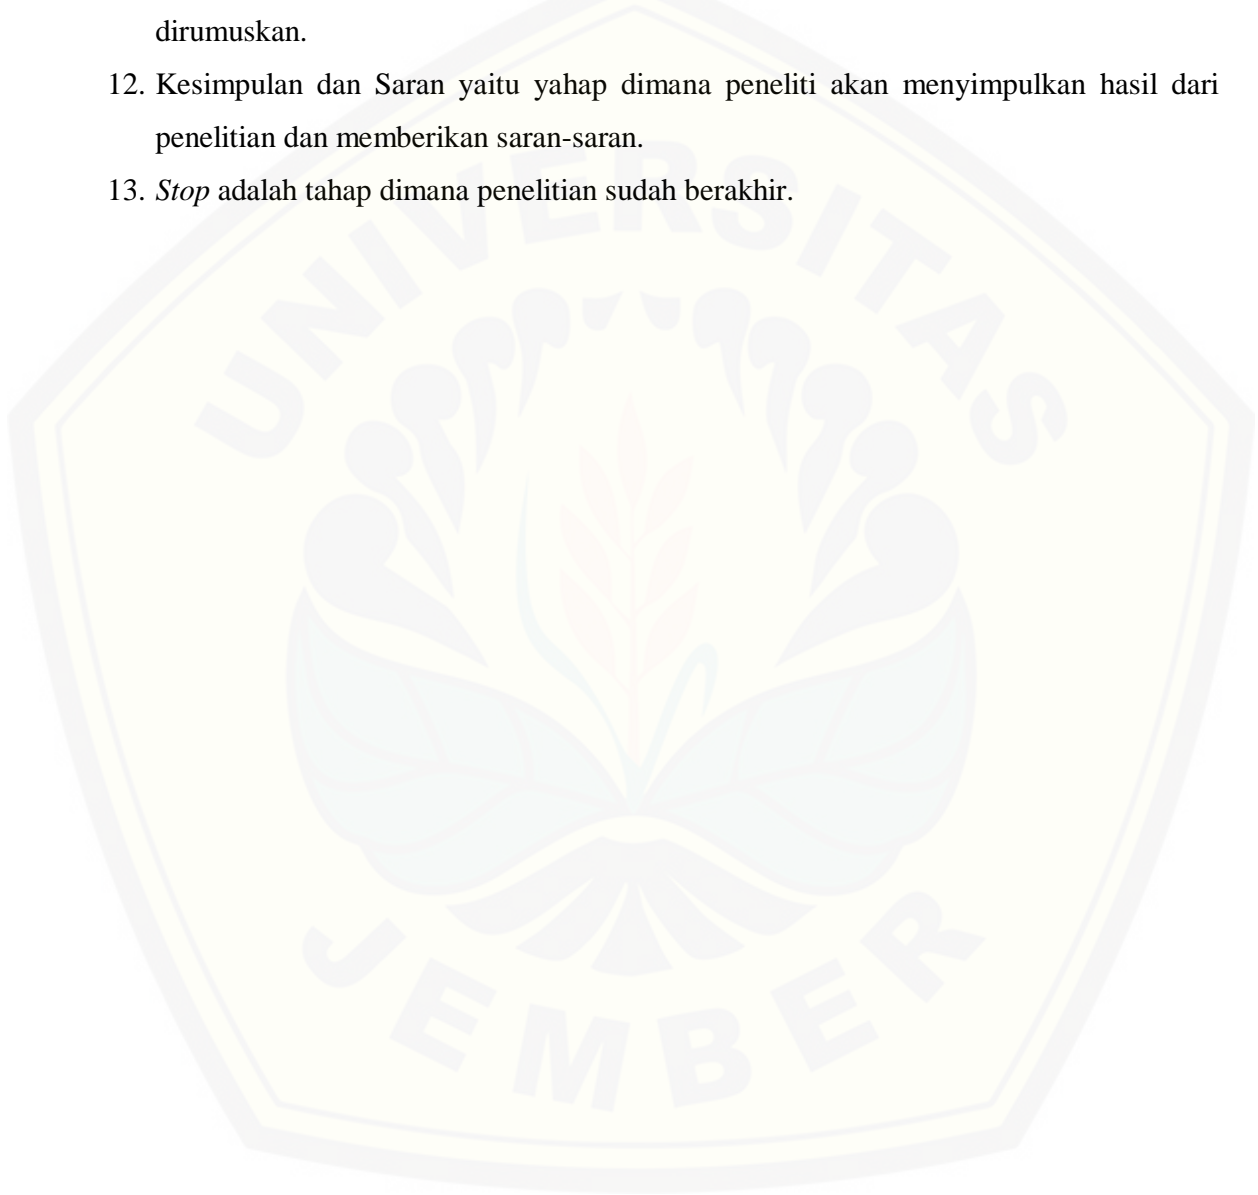 dirumuskan.
12. Kesimpulan dan Saran yaitu yahap dimana peneliti akan menyimpulkan hasil dari
penelitian dan memberikan saran-saran.
13. Stop adalah tahap dimana penelitian sudah berakhir.
UNIVERSITAS
JEMBER